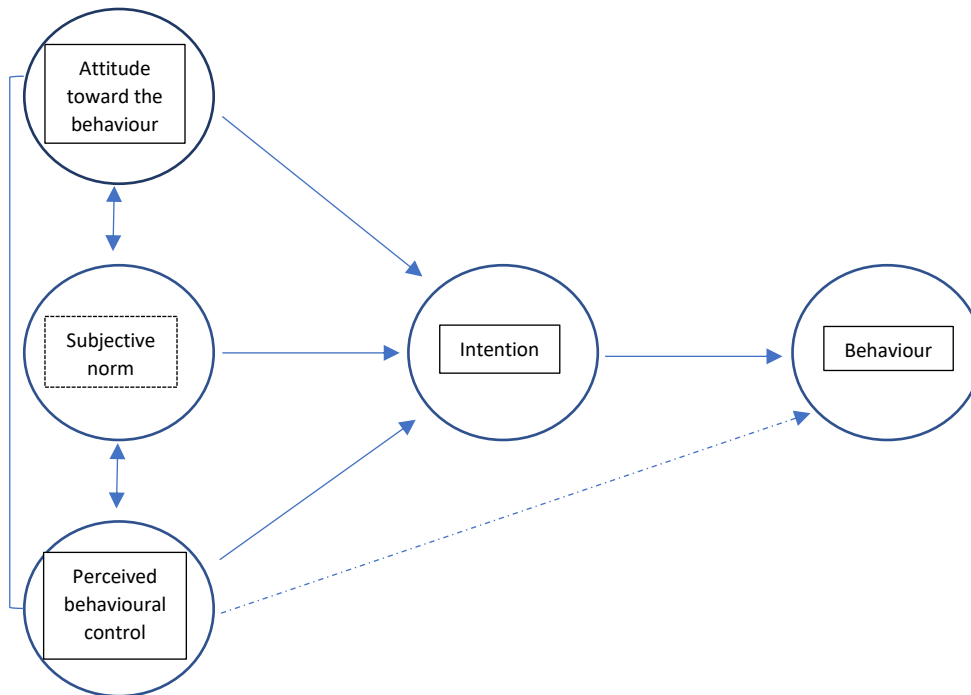 Attitude
toward the
behaviour
Subjective
norm
Intention
Behaviour
Perceived
behavioural
control